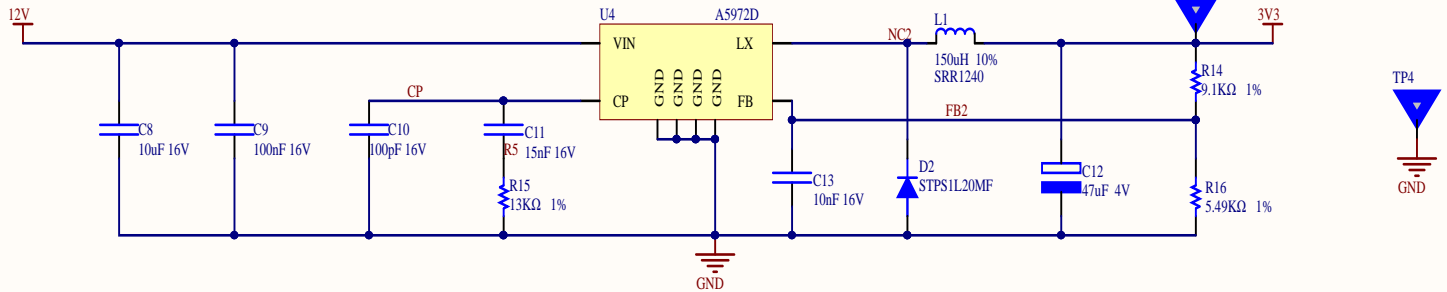 12V
U4
A5972D
L1
3V3
NC2
VIN
LX
150uH 10%
SRR1240
R14
9.1KΩ 1%
TP4
CP
CP
GND
GND
GND
GND
FB
FB2
C8
10uF 16V
C9
100nF 16V
C10
100pF 16V
C11
R5
15nF 16V
R15
13KΩ 1%
C13
10nF 16V
D2
STPS1L20MF
C12
47uF 4V
R16
5.49KΩ 1%
GND
GND